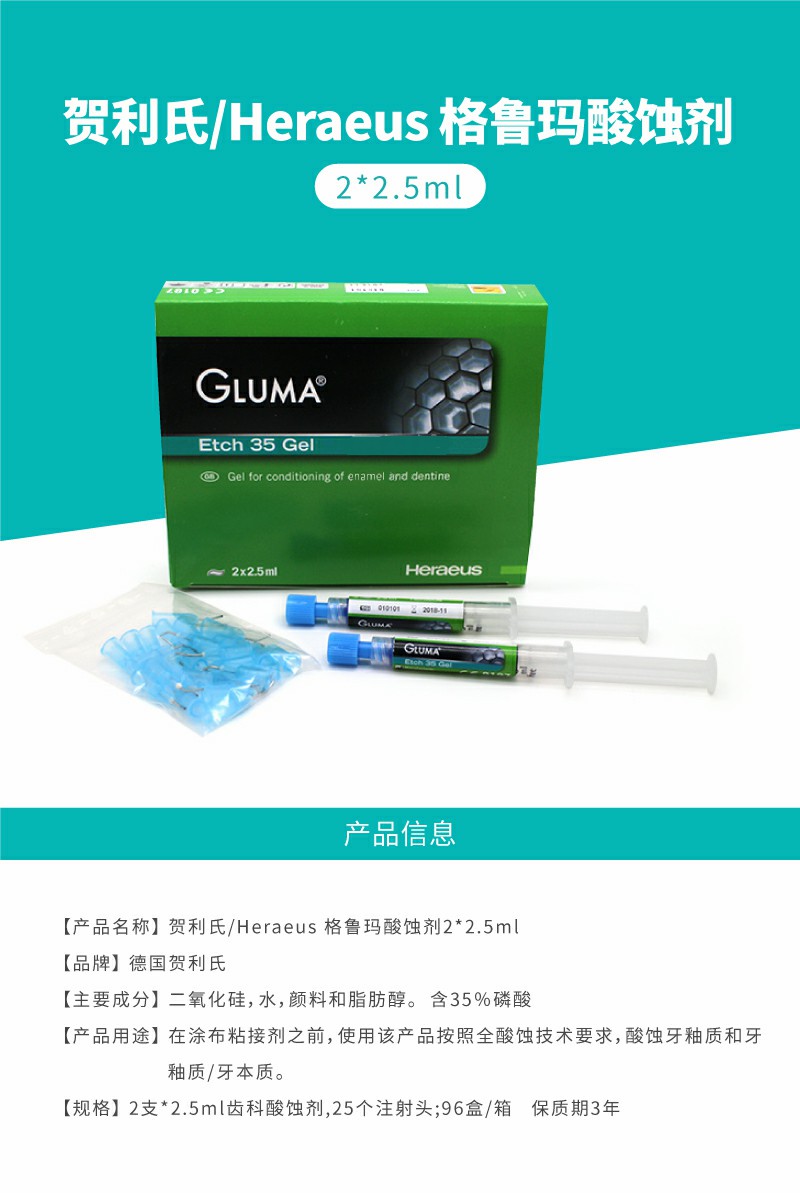 贺利氏/Heraeus 格鲁玛酸蚀剂
2*2.5ml
GLUMA®
Etch 35 Gel
GB Gel for conditioning of enamel and dentine
2x2.5ml
Heraeus
010101 2018-11
GLUMA
GLUMA®
Etch 35 Gel
产品信息
【产品名称】贺利氏/Heraeus 格鲁玛酸蚀剂2*2.5ml
【品牌】德国贺利氏
【主要成分】二氧化硅，水，颜料和脂肪醇。含35%磷酸
【产品用途】在涂布粘接剂之前，使用该产品按照全酸蚀技术要求，酸蚀牙釉质和牙
釉质/牙本质。
【规格】2支*2.5ml齿科酸蚀剂,25个注射头;96盒/箱 保质期3年